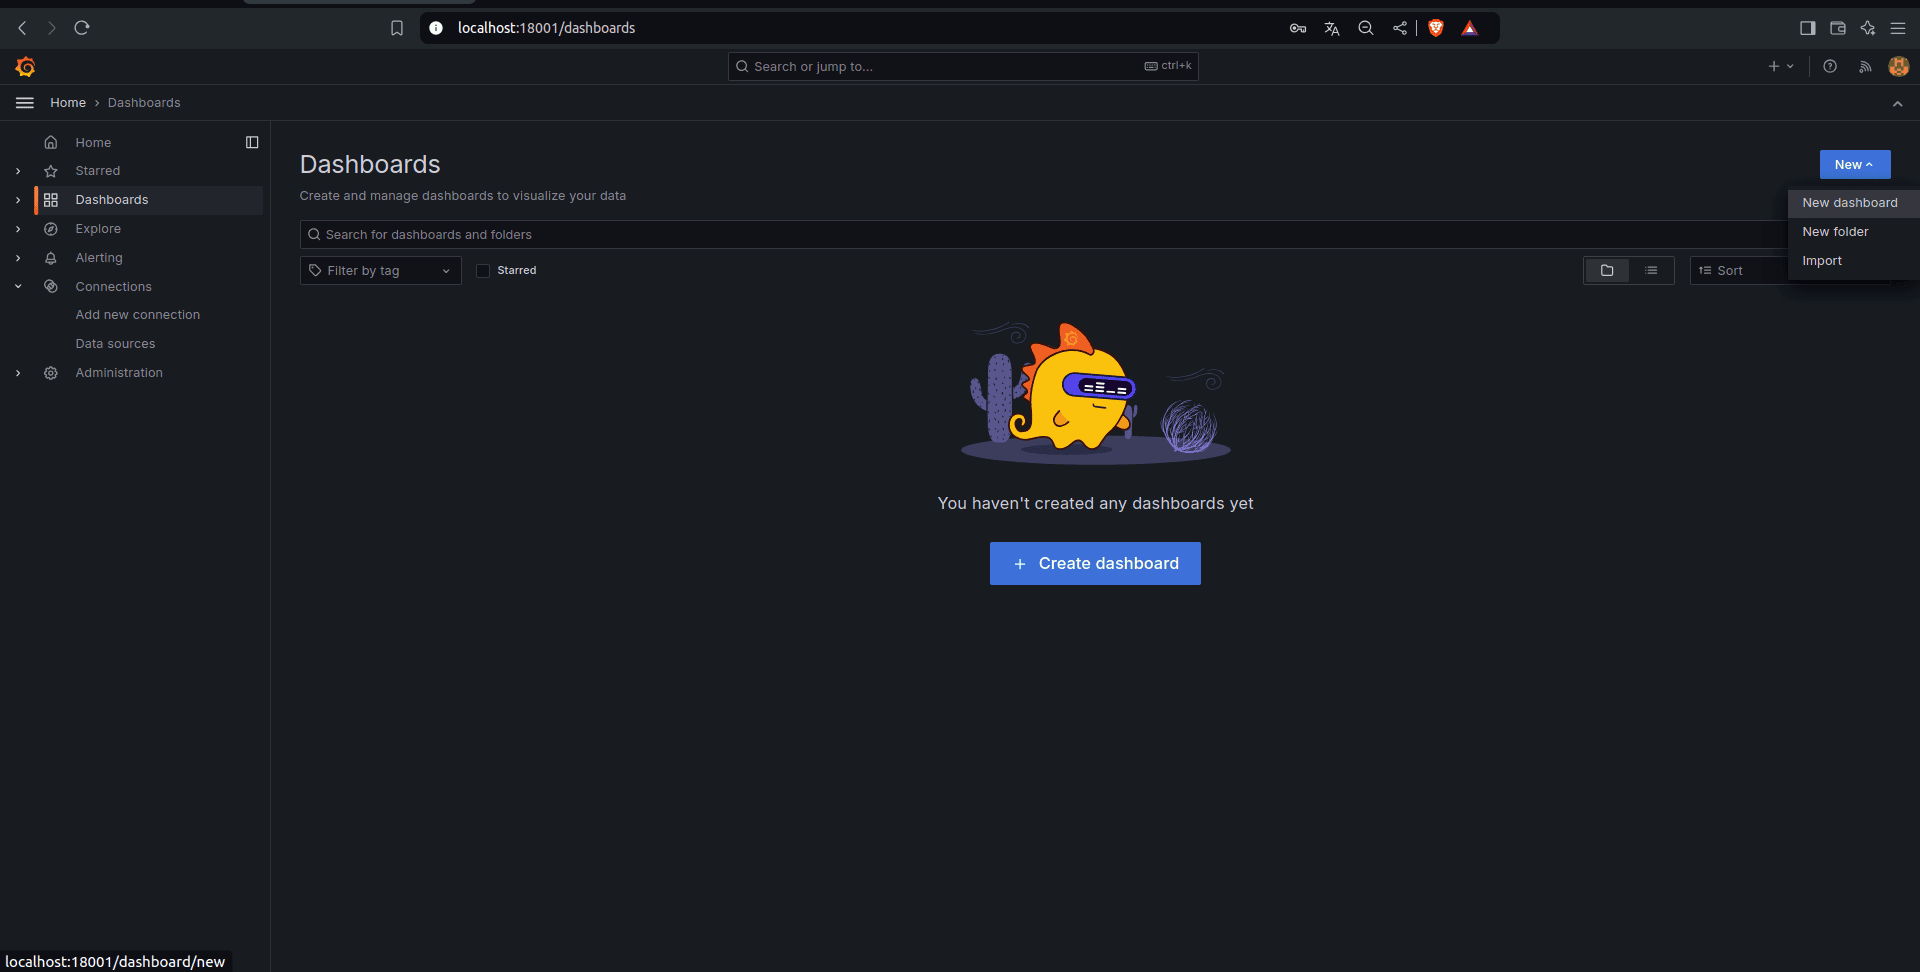 localhost:18001/dashboards
Search or jump to...
ctrl+k
Home › Dashboards
Home
Starred
Dashboards
Explore
Alerting
Connections
Add new connection
Data sources
Administration
Dashboards
Create and manage dashboards to visualize your data
New
New dashboard
New folder
Import
Search for dashboards and folders
Filter by tag
Starred
Sort
You haven't created any dashboards yet
+ Create dashboard
localhost:18001/dashboard/new